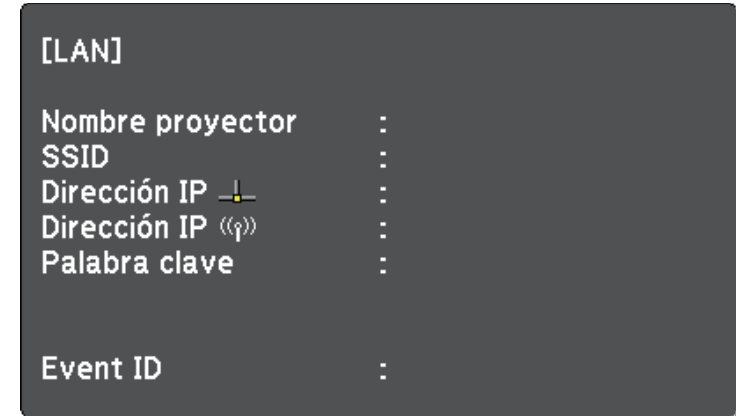 [LAN]
Nombre proyector :
SSID :
Dirección IP :
Dirección IP :
Palabra clave :
Event ID :